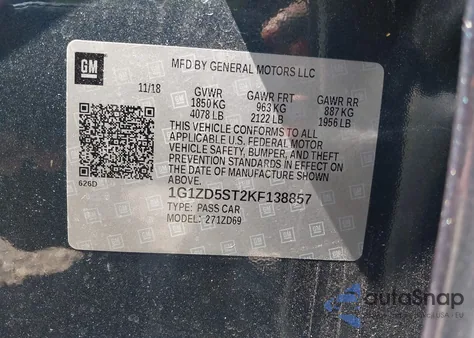 GM
MFD BY GENERAL MOTORS LLC
11/18 GVWR GAWR FRT GAWR RR
1850 KG 963 KG 887 KG
4078 LB 2122 LB 1956 LB
THIS VEHICLE CONFORMS TO ALL
APPLICABLE U.S. FEDERAL MOTOR
VEHICLE SAFETY, BUMPER, AND THEFT
PREVENTION STANDARDS IN EFFECT ON
THE DATE OF MANUFACTURE SHOWN
ABOVE.
626D
1G1ZD5ST2KF138857
TYPE: PASS CAR
MODEL: 271ZD69
autoSnap